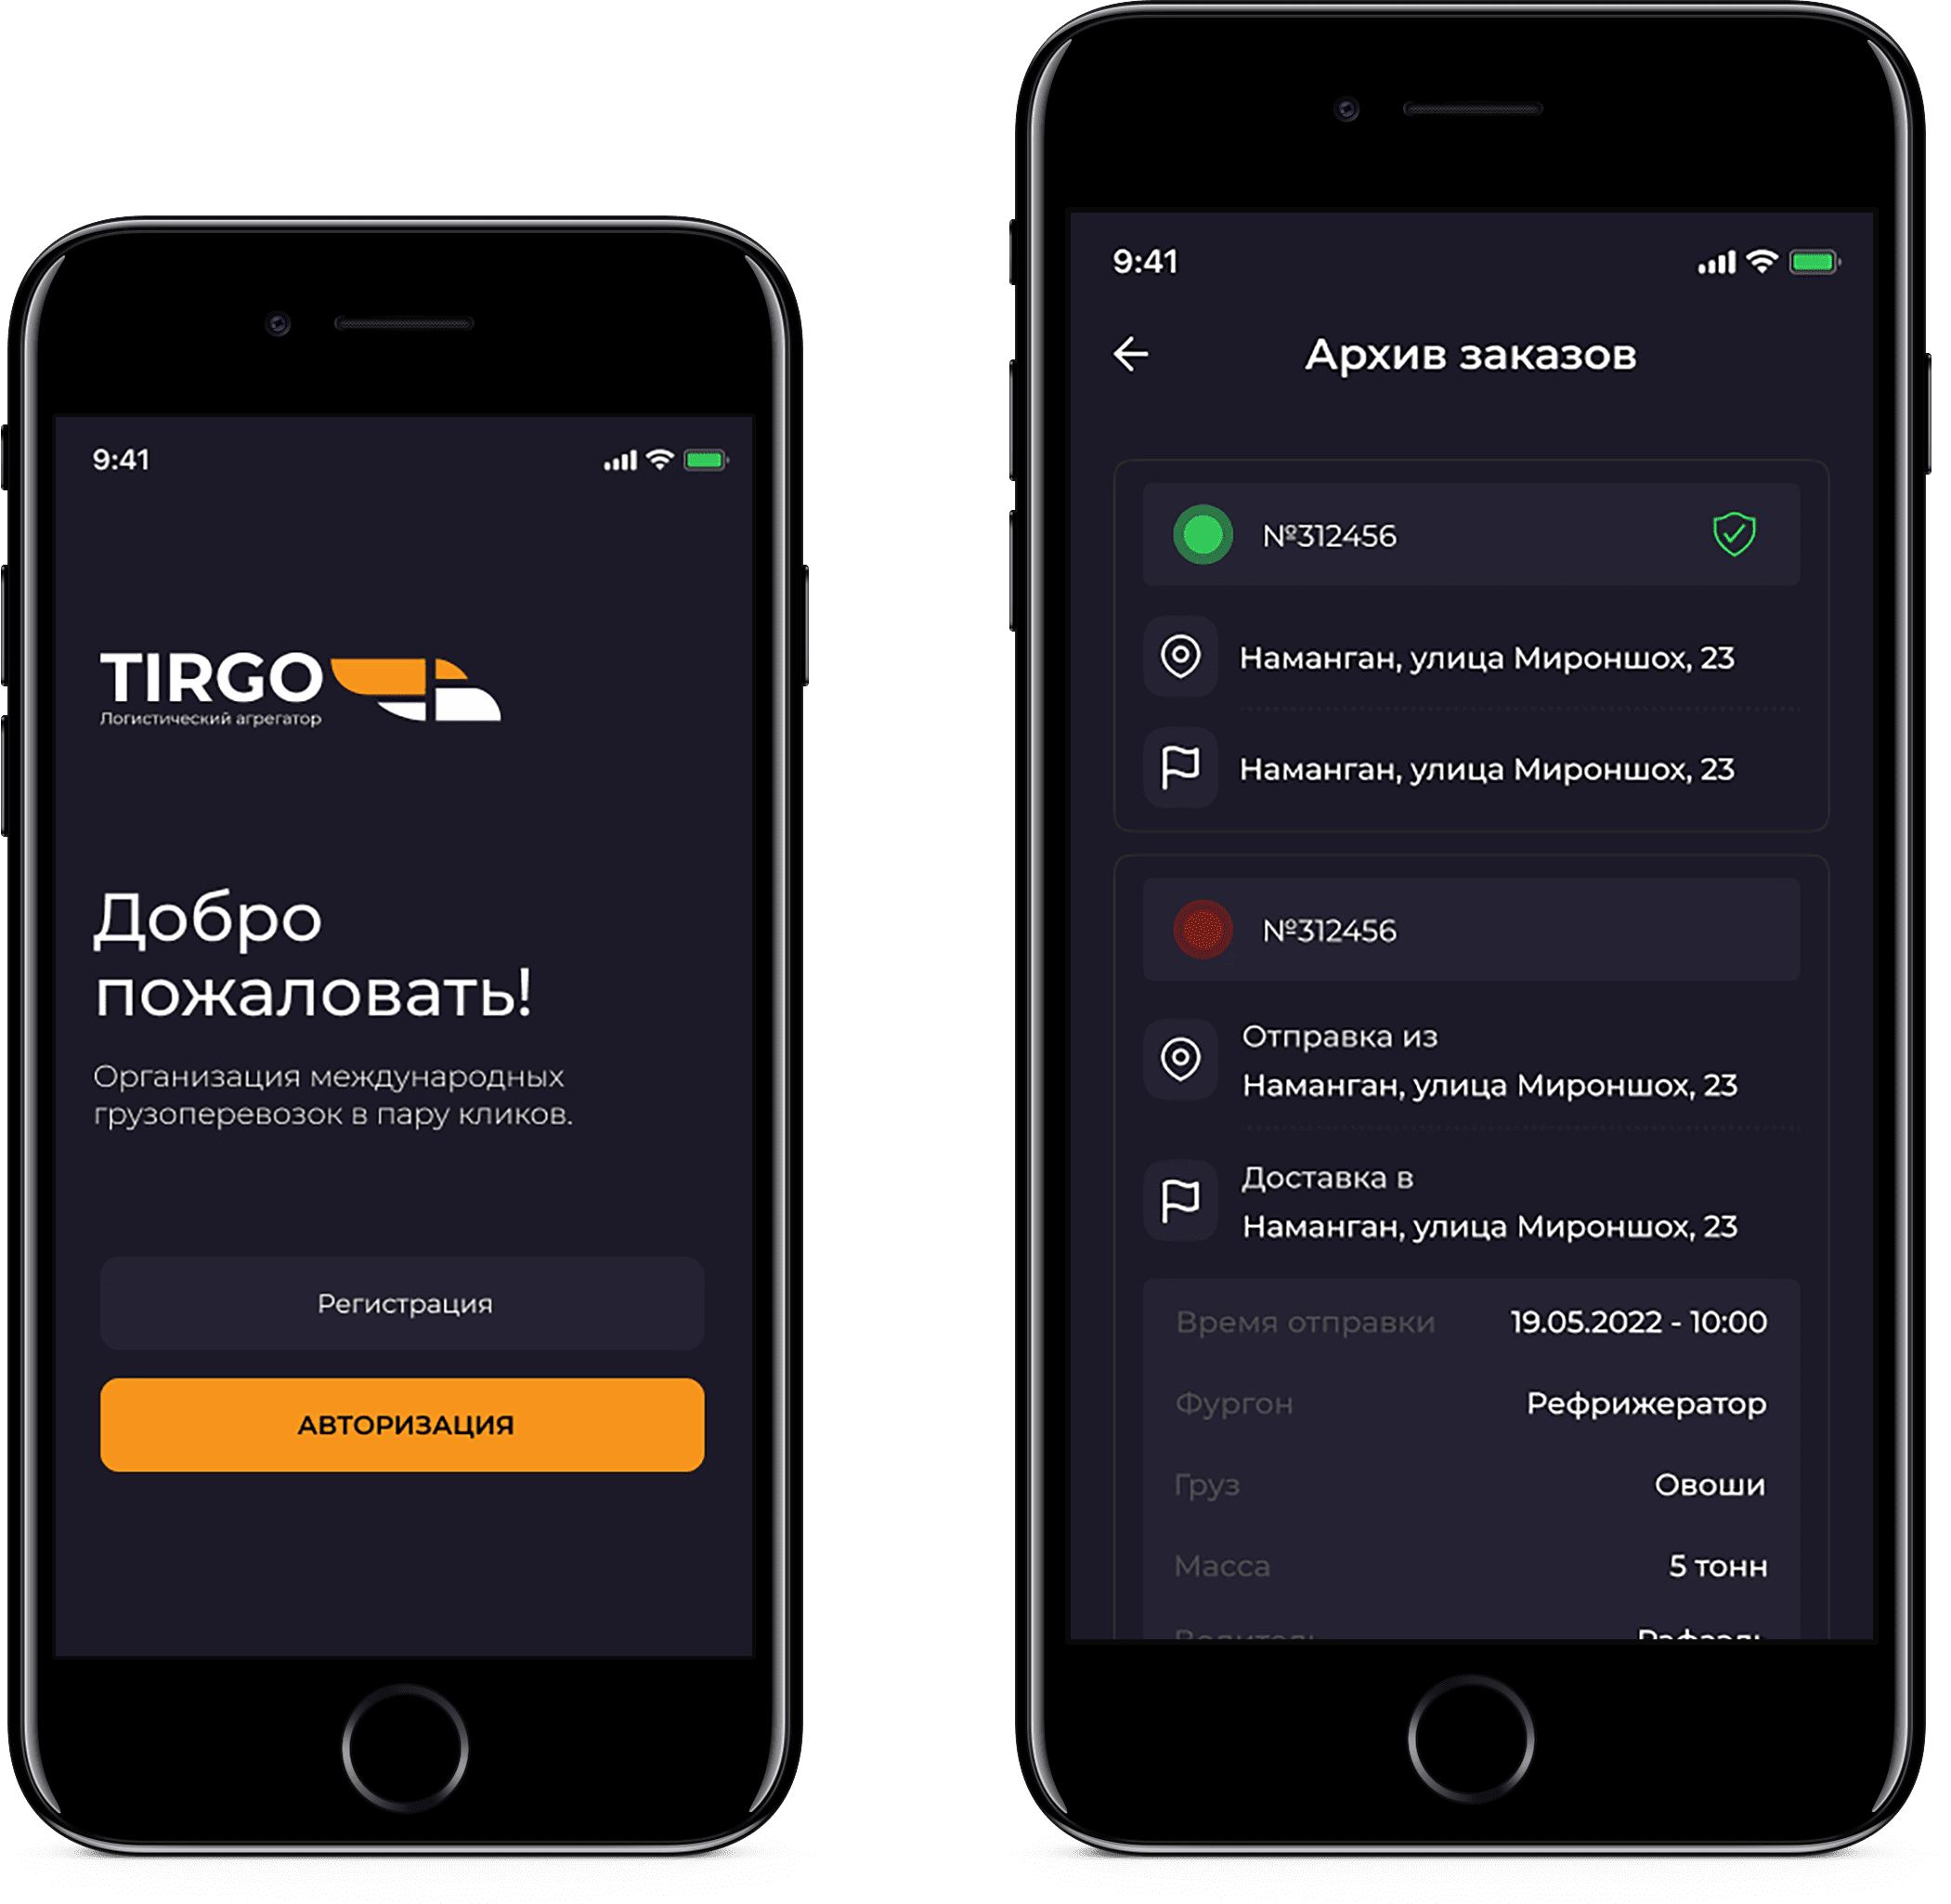 9:41
TIRGO
Логистический агрегатор
Добро
пожаловать!
Организация международных
грузоперевозок в пару кликов.
Регистрация
АВТОРИЗАЦИЯ
9:41
Архив заказов
№312456
Наманган, улица Мироншох, 23
Наманган, улица Мироншох, 23
№312456
Отправка из
Наманган, улица Мироншох, 23
Доставка в
Наманган, улица Мироншох, 23
Время отправки 19.05.2022 - 10:00
Фургон Рефрижератор
Груз Овоши
Масса 5 тонн
Водитель Рафаэль